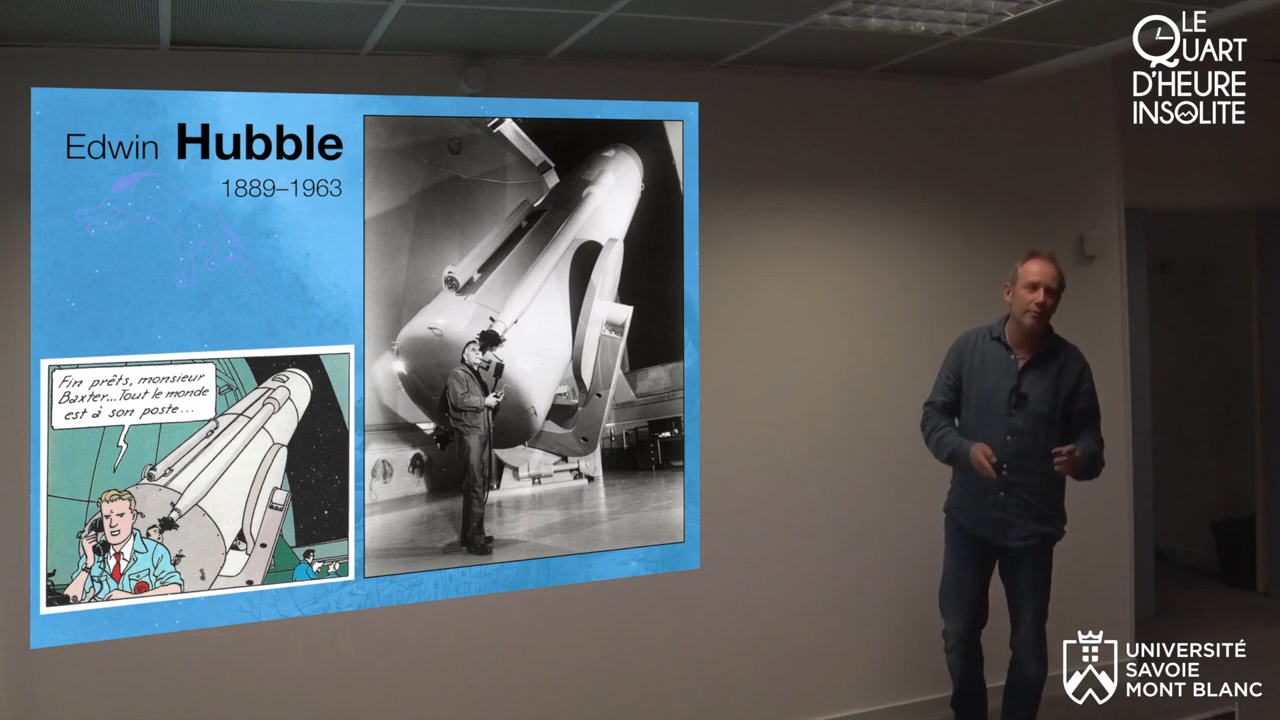 Edwin Hubble
1889–1963
Fin prêts, monsieur
Baxter... Tout le monde
est à son poste...
LE
QUART
D'HEURE
INSOLITE
UNIVERSITÉ
SAVOIE
MONT BLANC